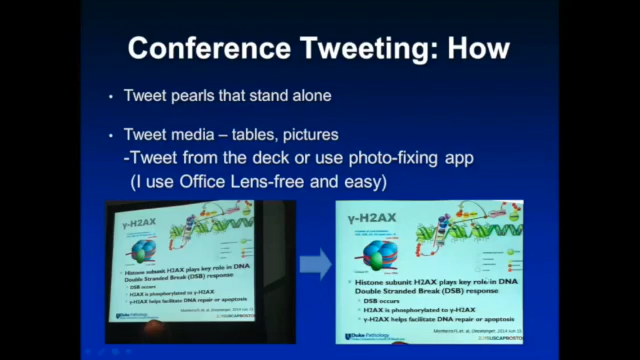 Conference Tweeting: How
• Tweet pearls that stand alone
• Tweet media – tables, pictures
-Tweet from the deck or use photo-fixing app
(I use Office Lens-free and easy)
γ-H2AX
• Histone subunit H2AX plays key role in DNA
Double Stranded Break (DSB) response
• DSB occurs
• H2AX is phosphorylated to γ-H2AX
• γ-H2AX helps facilitate DNA repair or apoptosis
Duke Pathology
γ-H2AX
• Histone subunit H2AX plays key role in DNA
Double Stranded Break (DSB) response
• DSB occurs
• H2AX is phosphorylated to γ-H2AX
• γ-H2AX helps facilitate DNA repair or apoptosis
Duke Pathology